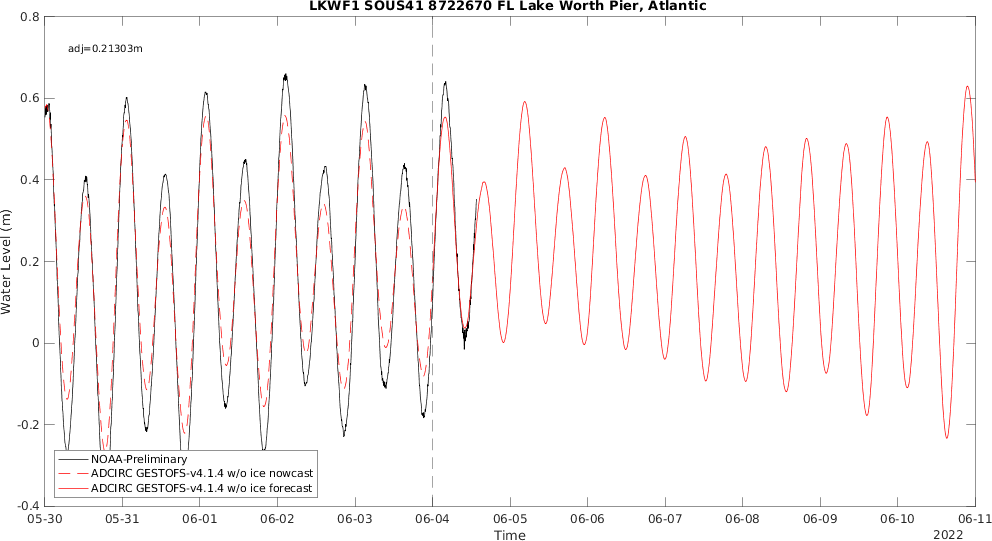 LKWF1 SOUS41 8722670 FL Lake Worth Pier, Atlantic
0.8
adj=0.21303m
0.6
0.4
0.2
0
-0.2
-0.4
Water Level (m)
NOAA-Preliminary
ADCIRC GESTOFS-v4.1.4 w/o ice nowcast
ADCIRC GESTOFS-v4.1.4 w/o ice forecast
05-30 05-31 06-01 06-02 06-03 06-04 06-05 06-06 06-07 06-08 06-09 06-10 06-11
Time
2022